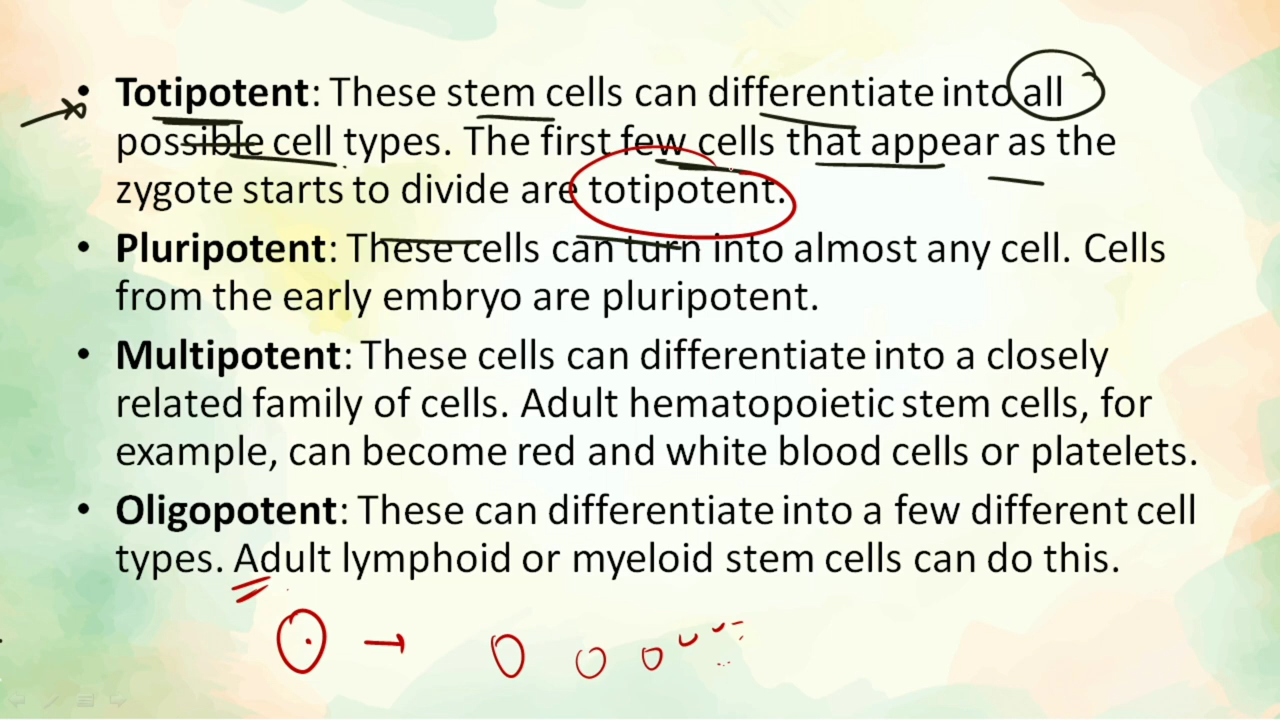 • Totipotent: These stem cells can differentiate into all
possible cell types. The first few cells that appear as the
zygote starts to divide are totipotent.
• Pluripotent: These cells can turn into almost any cell. Cells
from the early embryo are pluripotent.
• Multipotent: These cells can differentiate into a closely
related family of cells. Adult hematopoietic stem cells, for
example, can become red and white blood cells or platelets.
• Oligopotent: These can differentiate into a few different cell
types. Adult lymphoid or myeloid stem cells can do this.